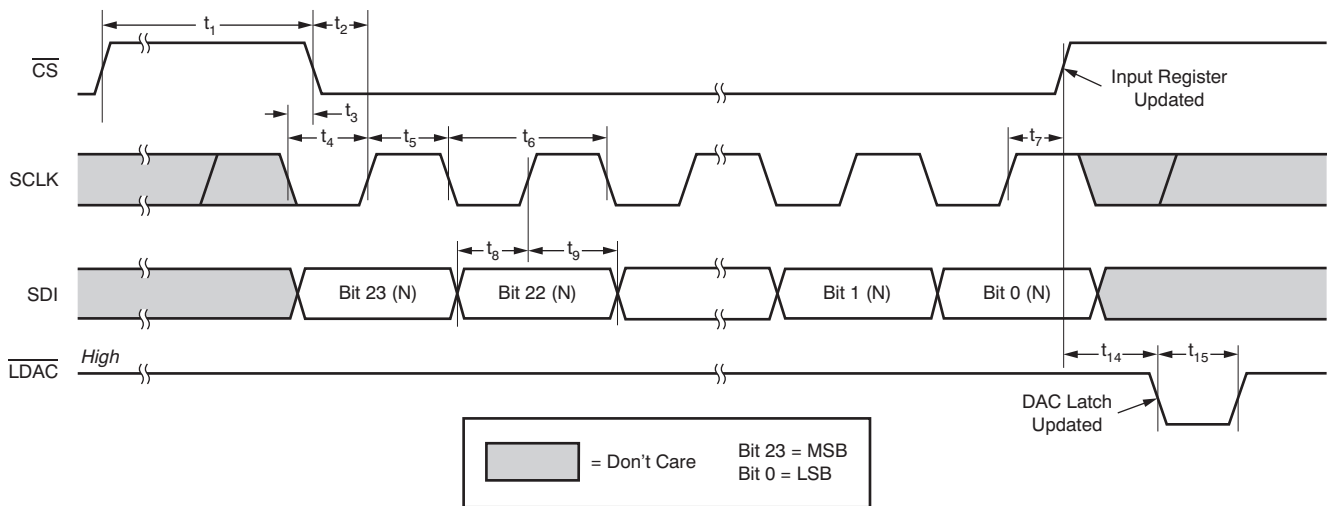 t1 t2
CS
Input Register
Updated
t3
t4 t5 t6 t7
SCLK
t8 t9
SDI Bit 23 (N) Bit 22 (N) Bit 1 (N) Bit 0 (N)
High
LDAC
t14 t15
DAC Latch
Updated
= Don't Care
Bit 23 = MSB
Bit 0 = LSB